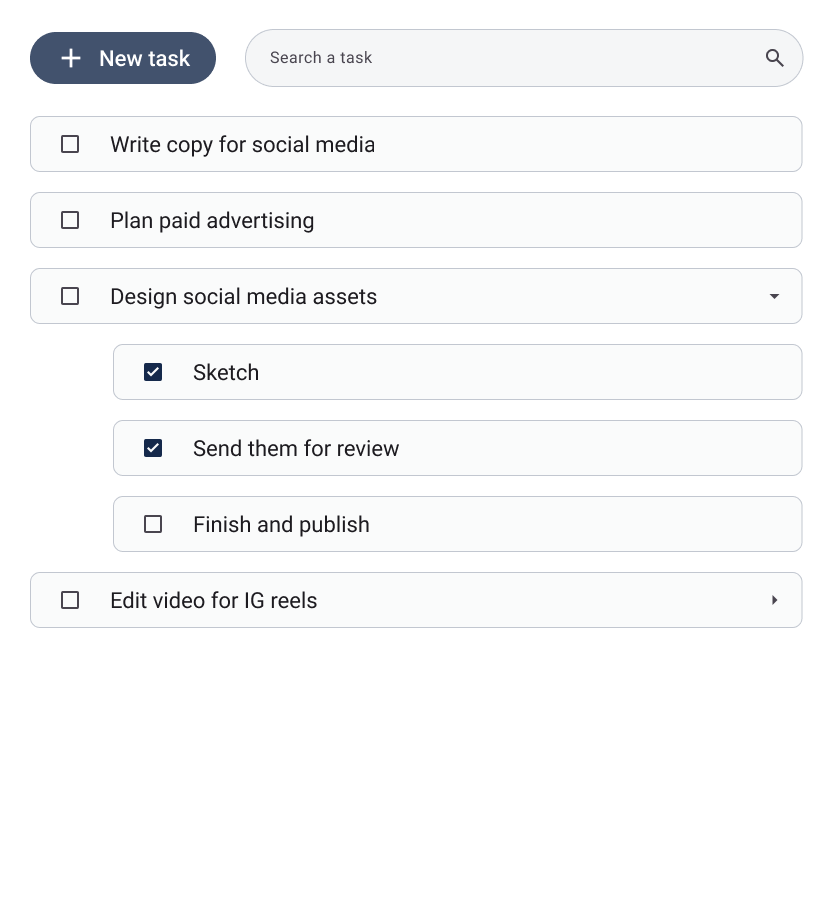 New task
Search a task
Write copy for social media
Plan paid advertising
Design social media assets
Sketch
Send them for review
Finish and publish
Edit video for IG reels